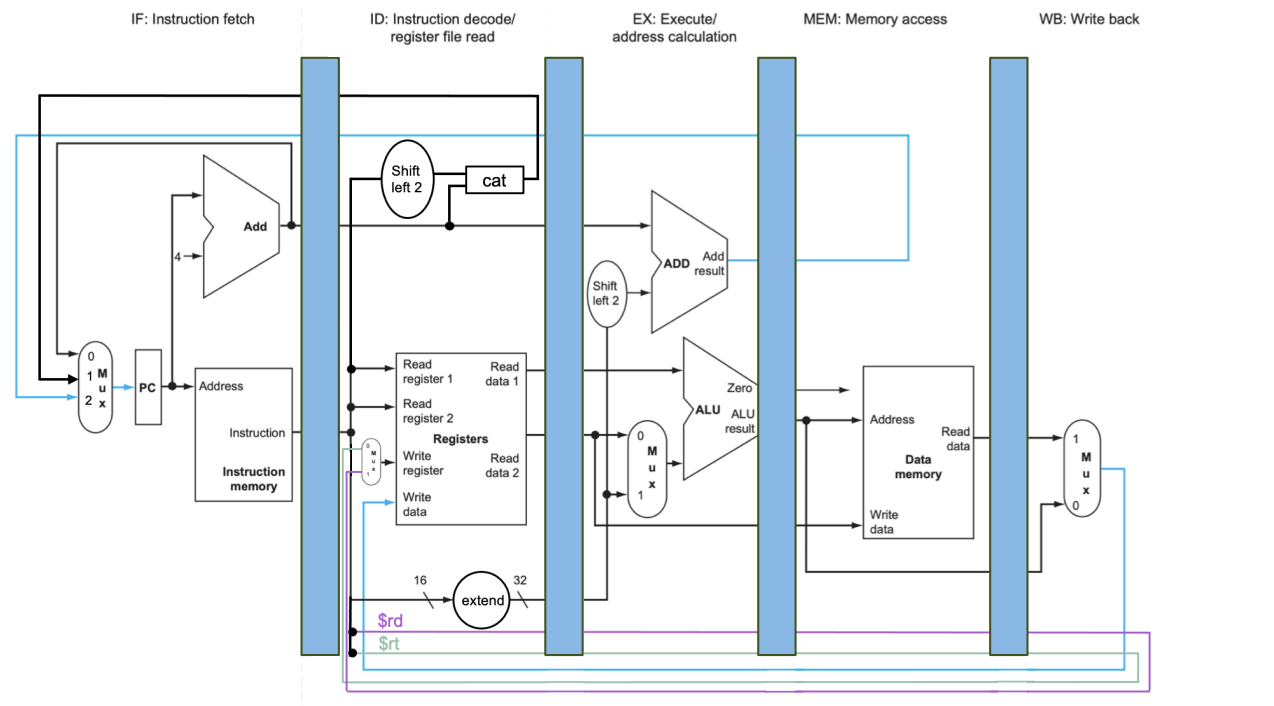 IF: Instruction fetch
ID: Instruction decode/
register file read
EX: Execute/
address calculation
MEM: Memory access
WB: Write back
Shift
left 2
cat
Add
4
ADD
Add
result
Shift
left 2
0
1
2
M
u
x
PC
Address
Instruction
Instruction
memory
Read
register 1
Read
data 1
Read
register 2
Registers
Write
register
Read
data 2
Write
data
0
M
u
x
1
0
M
u
x
1
Zero
ALU
ALU
result
Address
Read
data
Data
memory
Write
data
1
M
u
x
0
16
extend
32
$rd
$rt